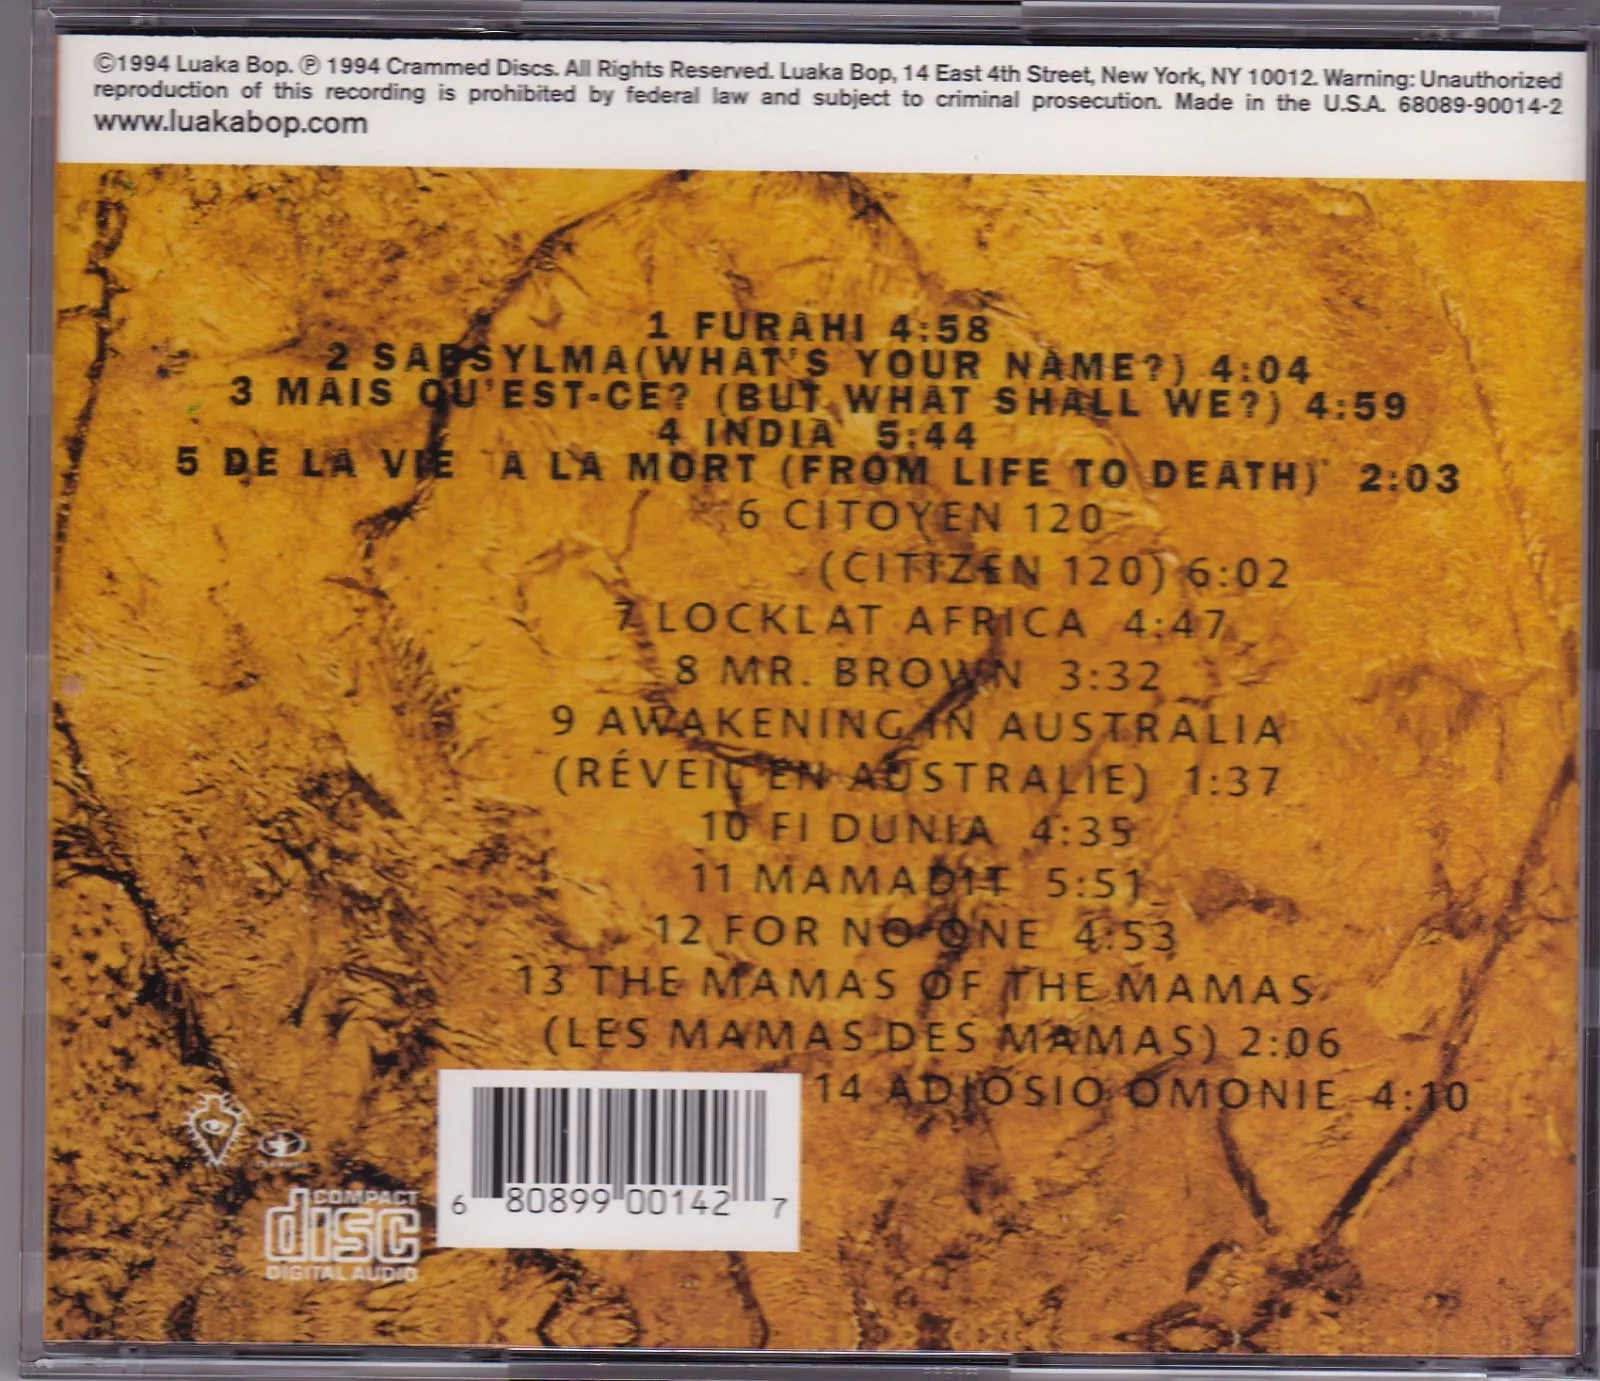 ©1994 Luaka Bop. ℗ 1994 Crammed Discs. All Rights Reserved. Luaka Bop, 14 East 4th Street, New York, NY 10012. Warning: Unauthorized
reproduction of this recording is prohibited by federal law and subject to criminal prosecution. Made in the U.S.A. 68089-90014-2
www.luakabop.com
1 FURAHI 4:58
2 SABSYLMA(WHAT'S YOUR NAME?) 4:04
3 MAIS QU'EST-CE? (BUT WHAT SHALL WE?) 4:59
4 INDIA 5:44
5 DE LA VIE `A LA MORT (FROM LIFE TO DEATH) 2:03
6 CITOYEN 120
(CITIZEN 120) 6:02
7 LOCKLAT AFRICA 4:47
8 MR. BROWN 3:32
9 AWAKENING IN AUSTRALIA
(RÉVEIL EN AUSTRALIE) 1:37
10 FI DUNIA 4:35
11 MAMADIT 5:51
12 FOR NO ONE 4:53
13 THE MAMAS OF THE MAMAS
(LES MAMAS DES MAMAS) 2:06
14 ADJOSIO OMONIE 4:10
6 80899 00142 7
COMPACT
disc
DIGITAL AUDIO